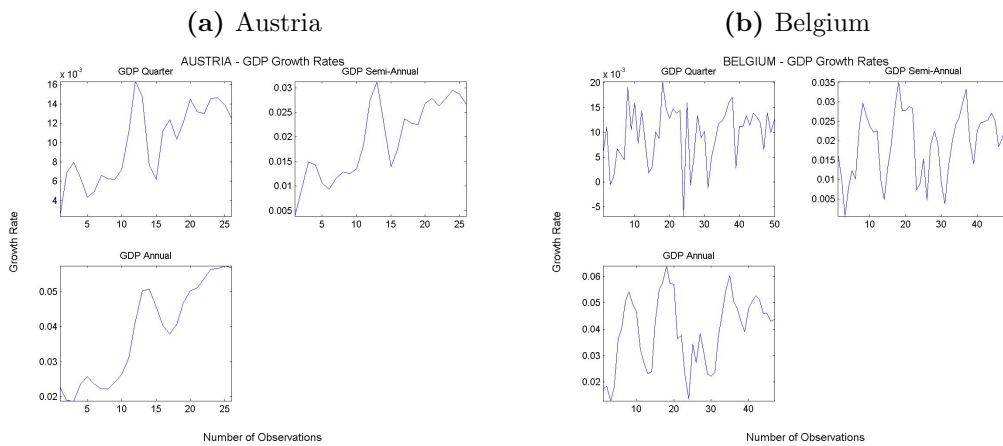 (a) Austria
AUSTRIA - GDP Growth Rates
x 10⁻³
GDP Quarter
16
14
12
10
8
6
4
5 10 15 20 25
GDP Semi-Annual
0.03
0.025
0.02
0.015
0.01
0.005
5 10 15 20 25
GDP Annual
0.05
0.04
0.03
0.02
5 10 15 20 25
Growth Rate
Number of Observations
(b) Belgium
BELGIUM - GDP Growth Rates
x 10⁻³
GDP Quarter
20
15
10
5
0
-5
10 20 30 40 50
GDP Semi-Annual
0.035
0.03
0.025
0.02
0.015
0.01
0.005
10 20 30 40
GDP Annual
0.06
0.05
0.04
0.03
0.02
10 20 30 40
Growth Rate
Number of Observations